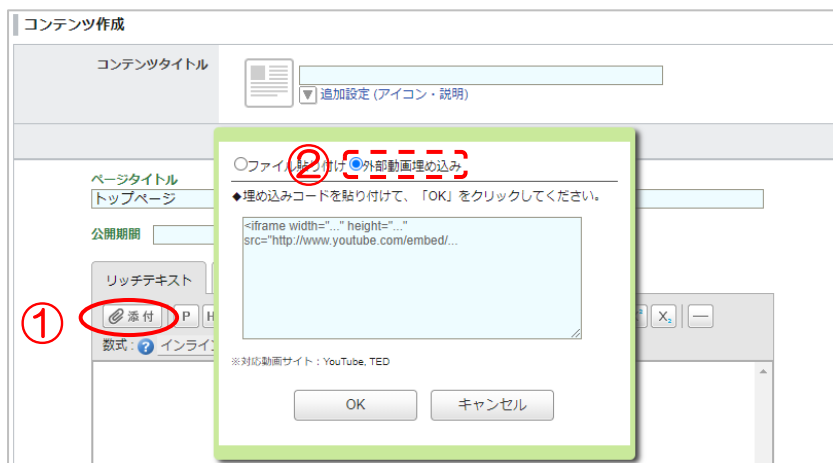 コンテンツ作成
コンテンツタイトル
▼追加設定 (アイコン・説明)
②
ファイル貼り付け 外部動画埋め込み
ページタイトル
トップページ
◆埋め込みコードを貼り付けて、「OK」をクリックしてください。
公開期間
<iframe width="..." height="..."
src="http://www.youtube.com/embed/...
リッチテキスト
①
添付 P H X₂ —
数式: ? インライ
※対応動画サイト:YouTube, TED
OK キャンセル